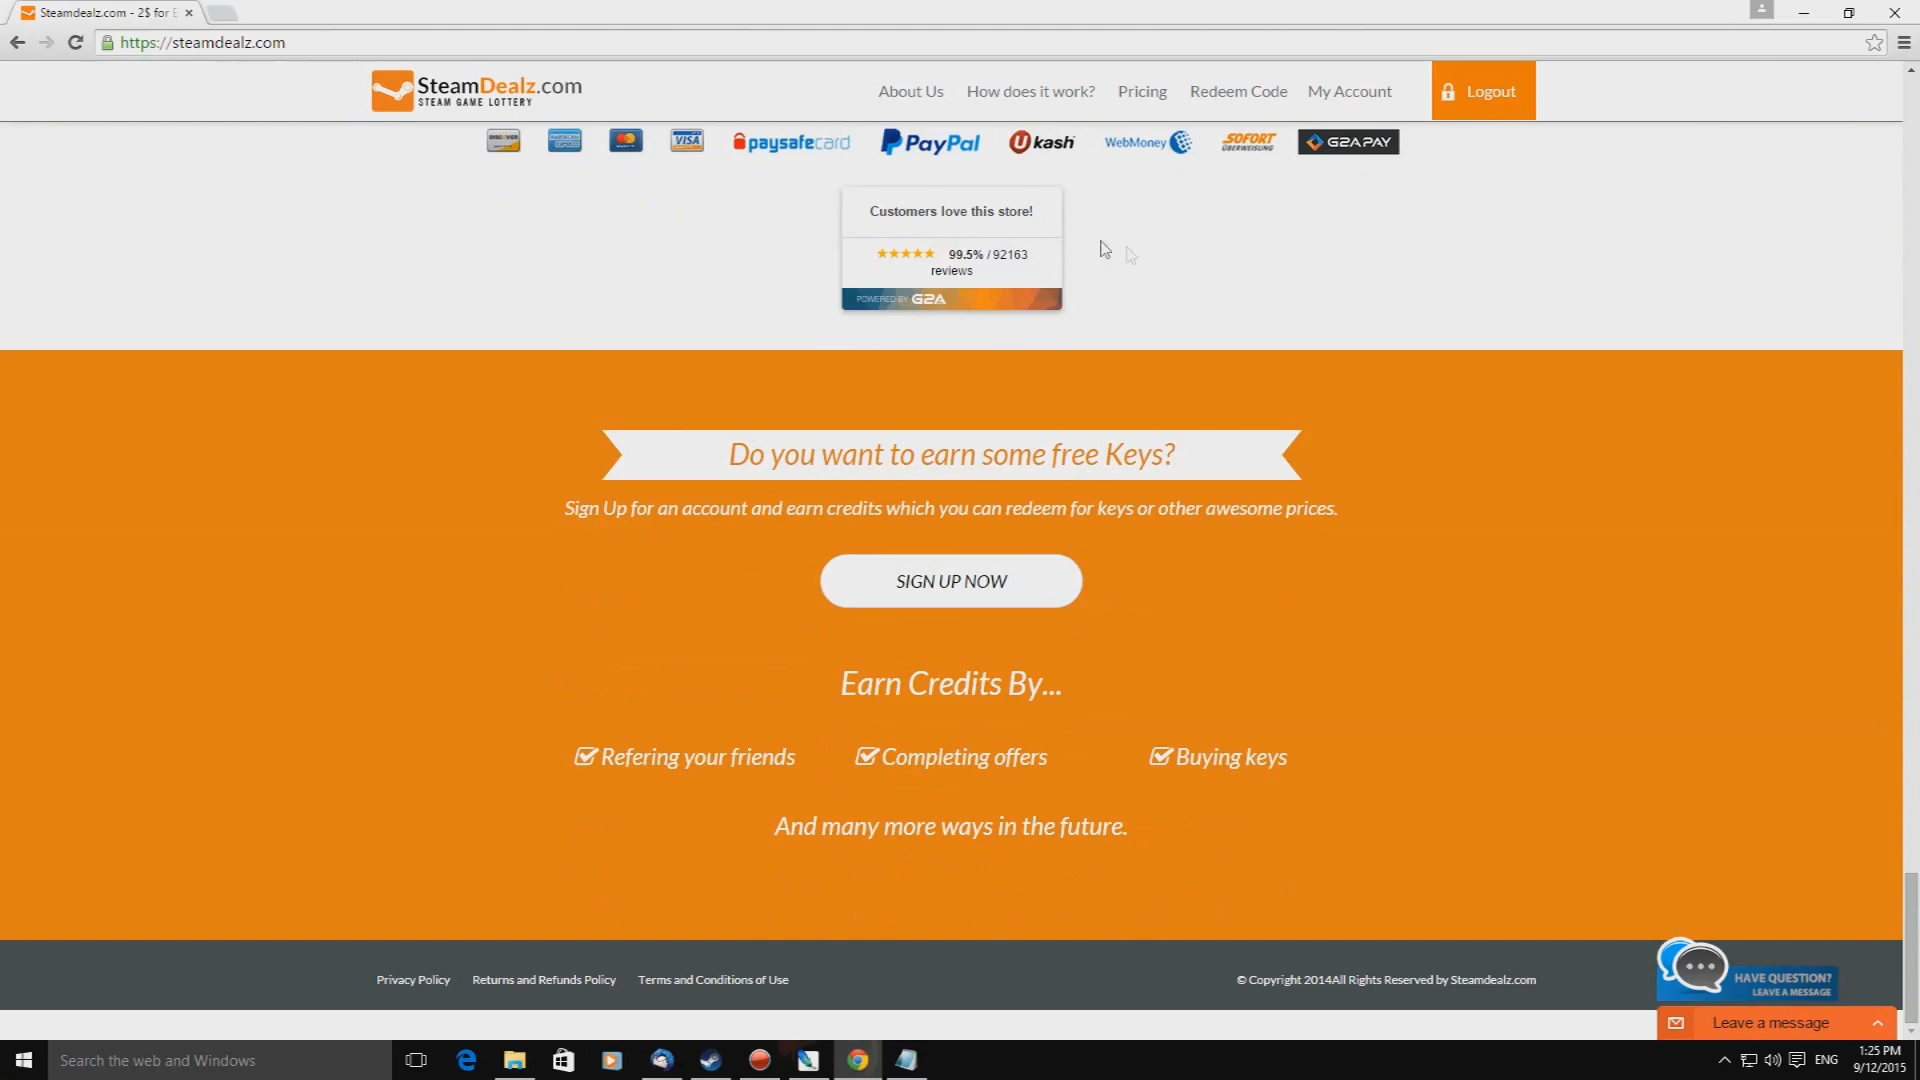 Steamdealz.com - 2$ for E
https://steamdealz.com
SteamDealz.com
STEAM GAME LOTTERY
About Us
How does it work?
Pricing
Redeem Code
My Account
Logout
DISCOVER
AMERICAN EXPRESS
VISA
paysafecard
PayPal
Ukash
WebMoney
SOFORT
ÜBERWEISUNG
G2A PAY
Customers love this store!
99.5% / 92163
reviews
POWERED BY G2A
Do you want to earn some free Keys?
Sign Up for an account and earn credits which you can redeem for keys or other awesome prices.
SIGN UP NOW
Earn Credits By...
Refering your friends
Completing offers
Buying keys
And many more ways in the future.
Privacy Policy
Returns and Refunds Policy
Terms and Conditions of Use
© Copyright 2014All Rights Reserved by Steamdealz.com
HAVE QUESTION?
LEAVE A MESSAGE
Leave a message
Search the web and Windows
ENG
1:25 PM
9/12/2015